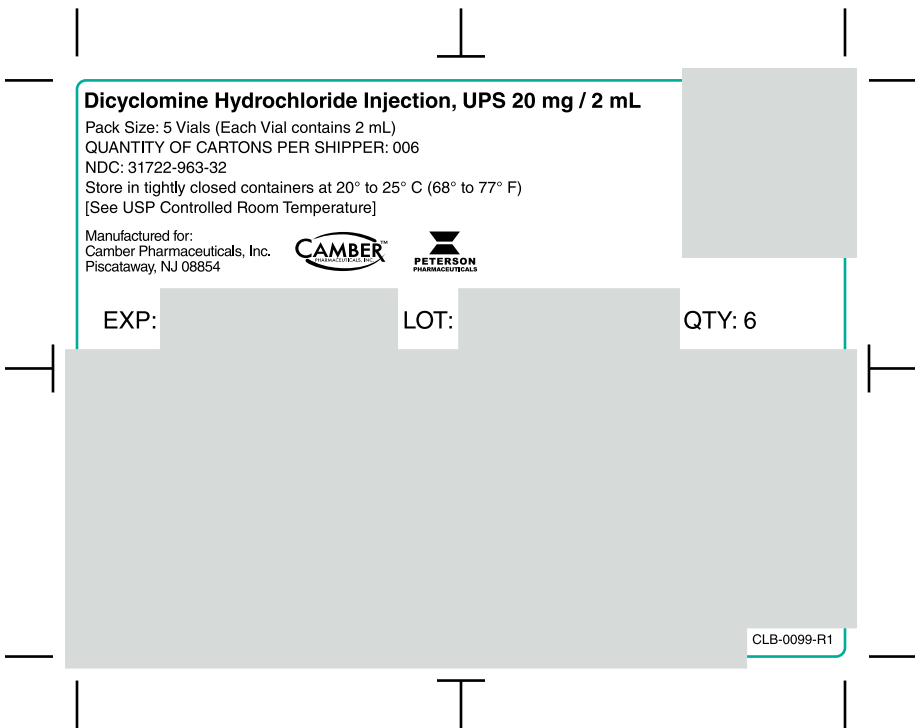 Dicyclomine Hydrochloride Injection, UPS 20 mg / 2 mL
Pack Size: 5 Vials (Each Vial contains 2 mL)
QUANTITY OF CARTONS PER SHIPPER: 006
NDC: 31722-963-32
Store in tightly closed containers at 20° to 25° C (68° to 77° F)
[See USP Controlled Room Temperature]
Manufactured for:
Camber Pharmaceuticals, Inc.
Piscataway, NJ 08854
CAMBER™
PHARMACEUTICALS, INC.
PETERSON
PHARMACEUTICALS
EXP: LOT: QTY: 6
CLB-0099-R1